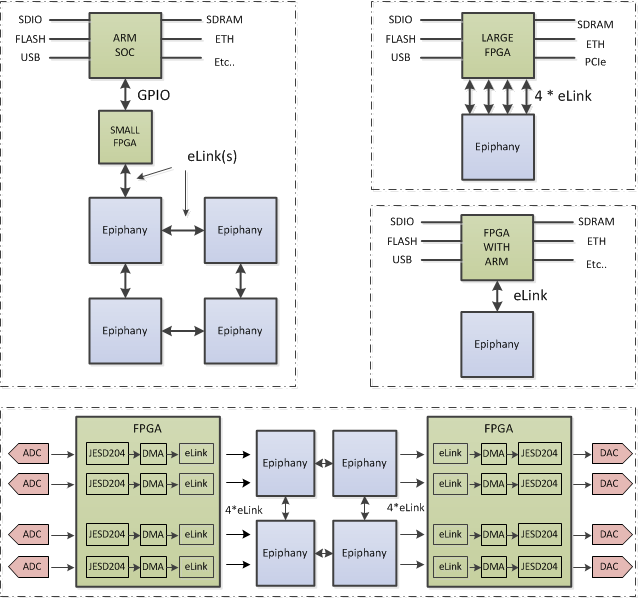 SDIO
FLASH
USB
ARM
SOC
SDRAM
ETH
Etc..
GPIO
SMALL
FPGA
eLink(s)
Epiphany
Epiphany
Epiphany
Epiphany
SDIO
FLASH
USB
LARGE
FPGA
SDRAM
ETH
PCIe
4 * eLink
Epiphany
SDIO
FLASH
USB
FPGA
WITH
ARM
SDRAM
ETH
Etc..
eLink
Epiphany
FPGA
ADC JESD204 DMA eLink
ADC JESD204 DMA eLink
ADC JESD204 DMA eLink
ADC JESD204 DMA eLink
Epiphany Epiphany
4*eLink 4*eLink
Epiphany Epiphany
FPGA
eLink DMA JESD204 DAC
eLink DMA JESD204 DAC
eLink DMA JESD204 DAC
eLink DMA JESD204 DAC